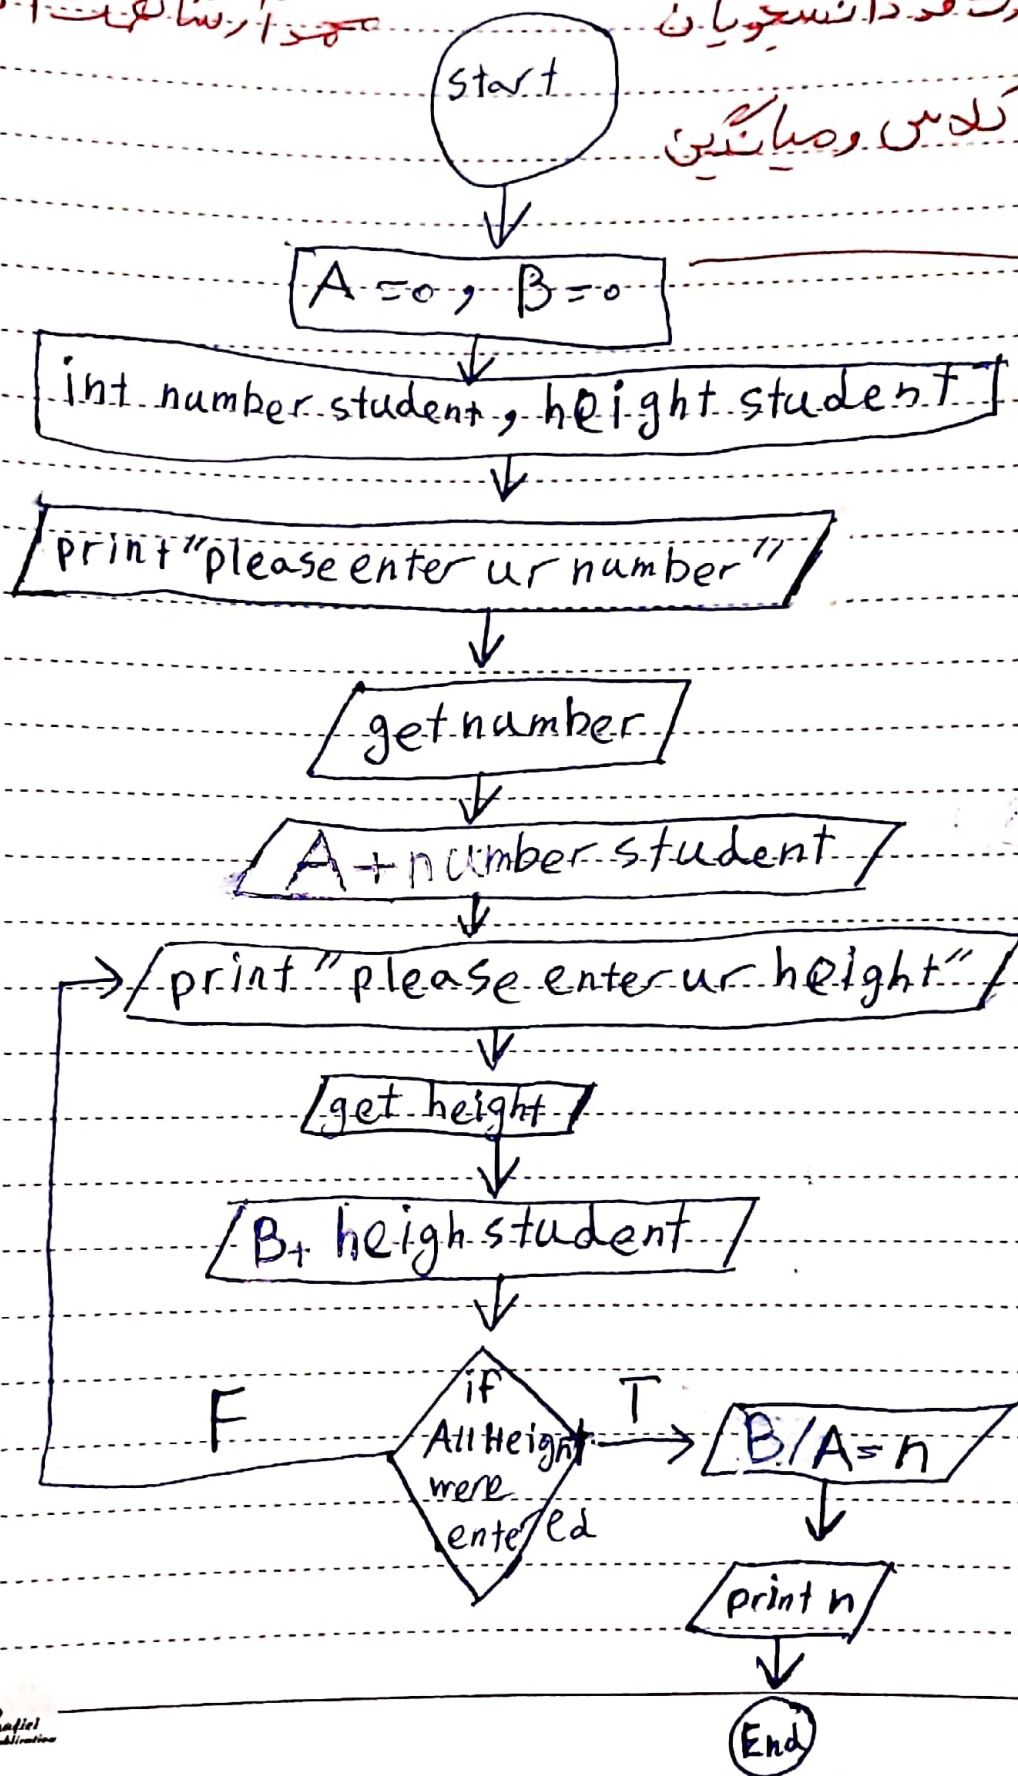 قد دانشجویان
start
کلاس و میانگین
A = 0, B = 0
int number student, height student
print "please enter ur number"
get number
A + number student
print "please enter ur height"
get height
B + heigh student
if
All Height
were
entered
F
T
B / A = n
print n
End